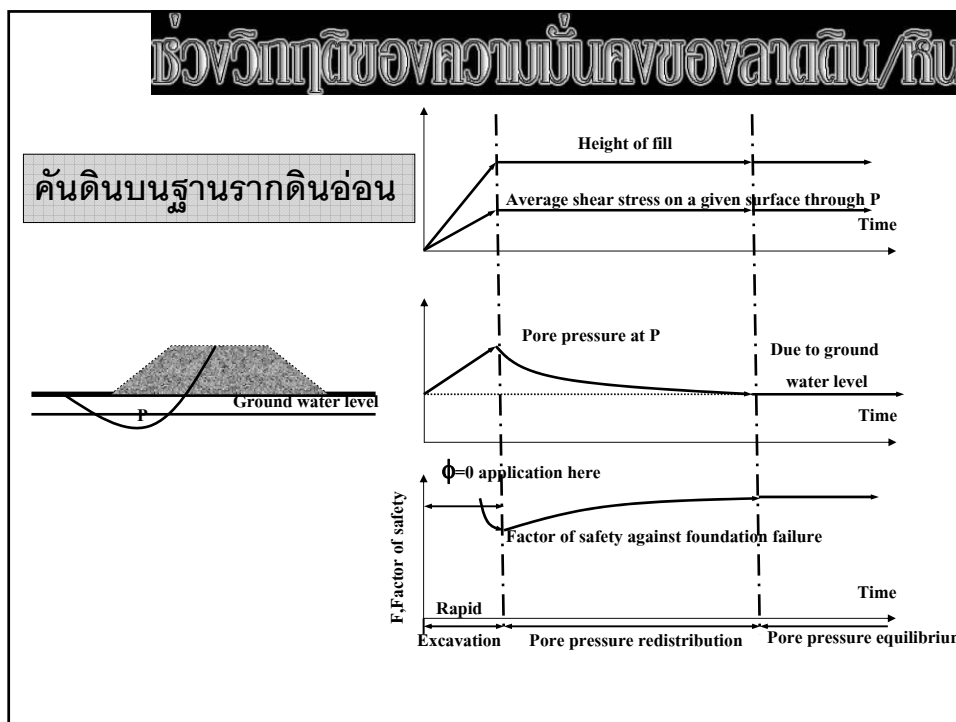 ช่วงวิกฤติของความมั่นคงของลาดดิน/หิน
คันดินบนฐานรากดินอ่อน
Height of fill
Average shear stress on a given surface through P
Time
Pore pressure at P
Due to ground
water level
Time
Ground water level
P
ϕ=0 application here
F,Factor of safety
Factor of safety against foundation failure
Time
Rapid
Excavation
Pore pressure redistribution
Pore pressure equilibrium